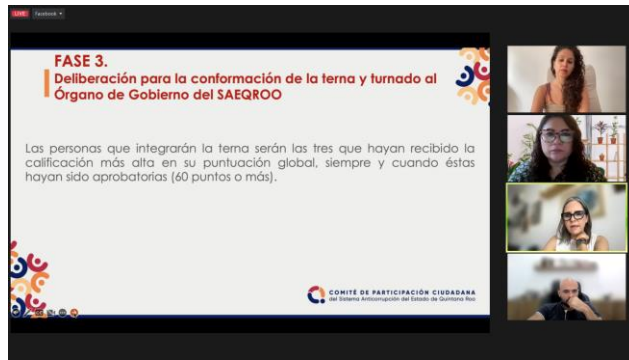 LIVE Facebook
FASE 3.
Deliberación para la conformación de la terna y turnado al
Órgano de Gobierno del SAEQROO
Las personas que integrarán la terna serán las tres que hayan recibido la
calificación más alta en su puntuación global, siempre y cuando éstas
hayan sido aprobatorias (60 puntos o más).
COMITÉ DE PARTICIPACIÓN CIUDADANA
del Sistema Anticorrupción del Estado de Quintana Roo